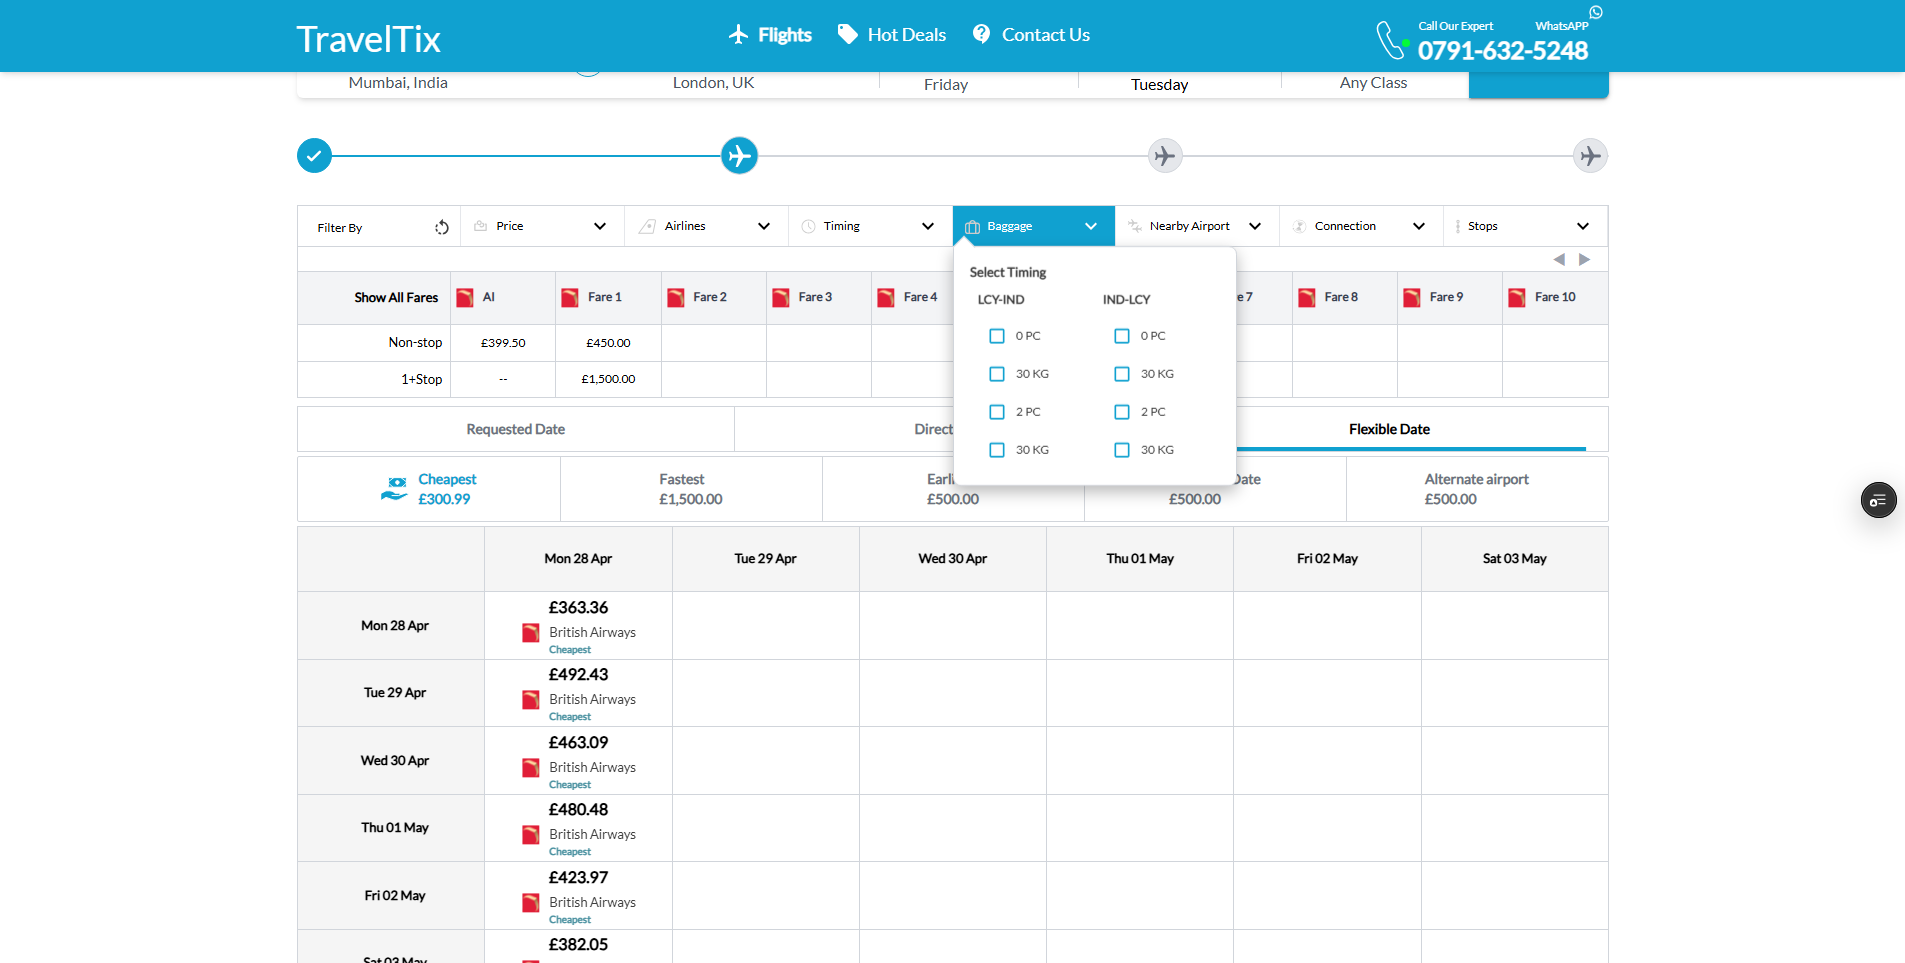 TravelTix
Flights
Hot Deals
Contact Us
Call Our Expert
WhatsAPP
0791-632-5248
Mumbai, India
London, UK
Friday
Tuesday
Any Class
Filter By
Price
Airlines
Timing
Baggage
Nearby Airport
Connection
Stops
Select Timing
LCY-IND IND-LCY
0 PC 0 PC
30 KG 30 KG
2 PC 2 PC
30 KG 30 KG
Show All Fares AI Fare 1 Fare 2 Fare 3 Fare 4 e 7 Fare 8 Fare 9 Fare 10
Non-stop £399.50 £450.00
1+Stop -- £1,500.00
Requested Date Direct Flexible Date
Cheapest
£300.99
Fastest
£1,500.00
Earli
£500.00
Date
£500.00
Alternate airport
£500.00
Mon 28 Apr Tue 29 Apr Wed 30 Apr Thu 01 May Fri 02 May Sat 03 May
Mon 28 Apr
£363.36
British Airways
Cheapest
Tue 29 Apr
£492.43
British Airways
Cheapest
Wed 30 Apr
£463.09
British Airways
Cheapest
Thu 01 May
£480.48
British Airways
Cheapest
Fri 02 May
£423.97
British Airways
Cheapest
Sat 03 May
£382.05